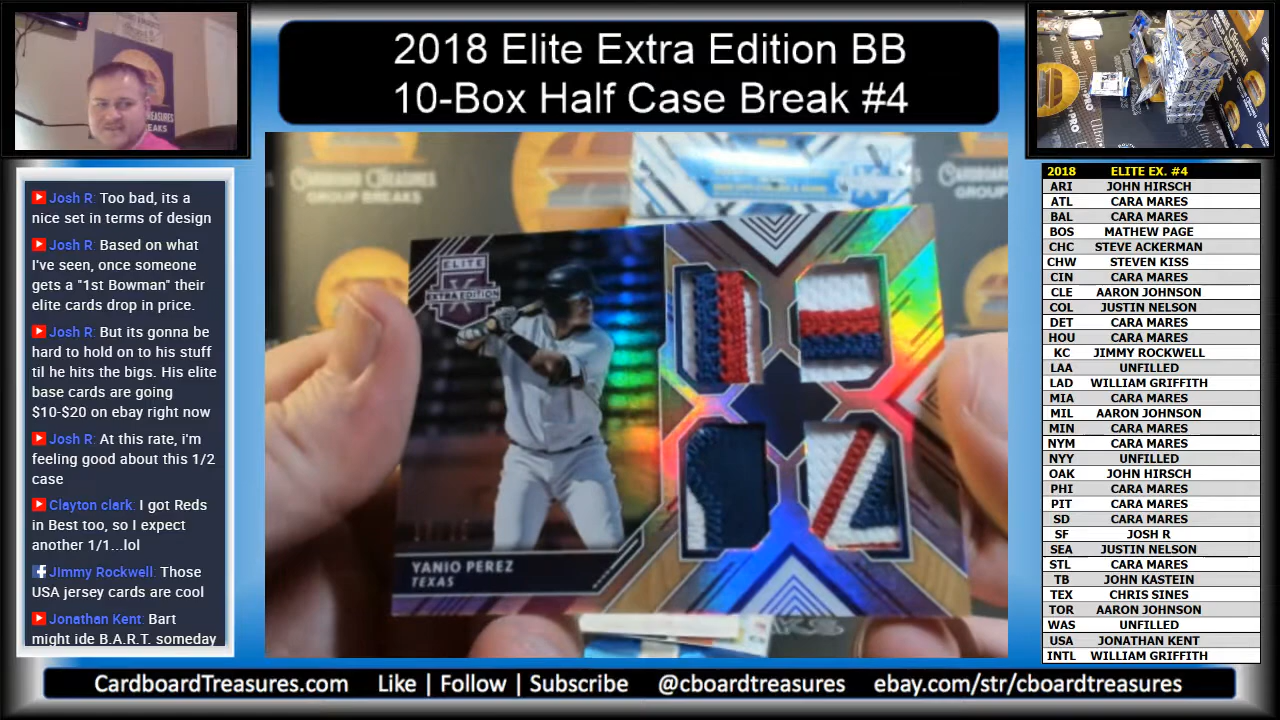 2018 Elite Extra Edition BB
10-Box Half Case Break #4
Josh R: Too bad, its a
nice set in terms of design
Josh R: Based on what
I've seen, once someone
gets a "1st Bowman" their
elite cards drop in price.
Josh R: But its gonna be
hard to hold on to his stuff
til he hits the bigs. His elite
base cards are going
$10-$20 on ebay right now
Josh R: At this rate, i'm
feeling good about this 1/2
case
Clayton clark: I got Reds
in Best too, so I expect
another 1/1...lol
Jimmy Rockwell: Those
USA jersey cards are cool
Jonathan Kent: Bart
might ide B.A.R.T. someday
Cardboard Treasures
GROUP BREAKS
ELITE
EXTRA EDITION
YANIO PEREZ
TEXAS
2018 ELITE EX. #4
ARI JOHN HIRSCH
ATL CARA MARES
BAL CARA MARES
BOS MATHEW PAGE
CHC STEVE ACKERMAN
CHW STEVEN KISS
CIN CARA MARES
CLE AARON JOHNSON
COL JUSTIN NELSON
DET CARA MARES
HOU CARA MARES
KC JIMMY ROCKWELL
LAA UNFILLED
LAD WILLIAM GRIFFITH
MIA CARA MARES
MIL AARON JOHNSON
MIN CARA MARES
NYM CARA MARES
NYY UNFILLED
OAK JOHN HIRSCH
PHI CARA MARES
PIT CARA MARES
SD CARA MARES
SF JOSH R
SEA JUSTIN NELSON
STL CARA MARES
TB JOHN KASTEIN
TEX CHRIS SINES
TOR AARON JOHNSON
WAS UNFILLED
USA JONATHAN KENT
INTL WILLIAM GRIFFITH
CardboardTreasures.com Like | Follow | Subscribe @cboardtreasures ebay.com/str/cboardtreasures